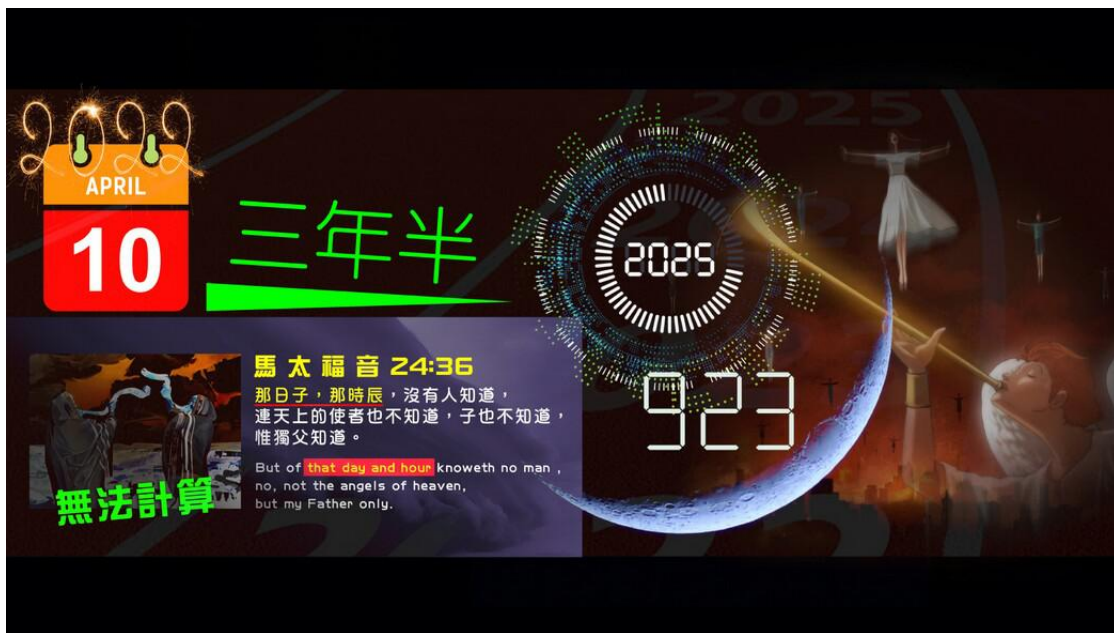 2022
APRIL
10
三年半
馬太福音 24:36
那日子，那時辰，沒有人知道，
連天上的使者也不知道，子也不知道，
惟獨父知道。
But of that day and hour knoweth no man ,
no, not the angels of heaven,
but my Father only.
無法計算
2025
2025
923